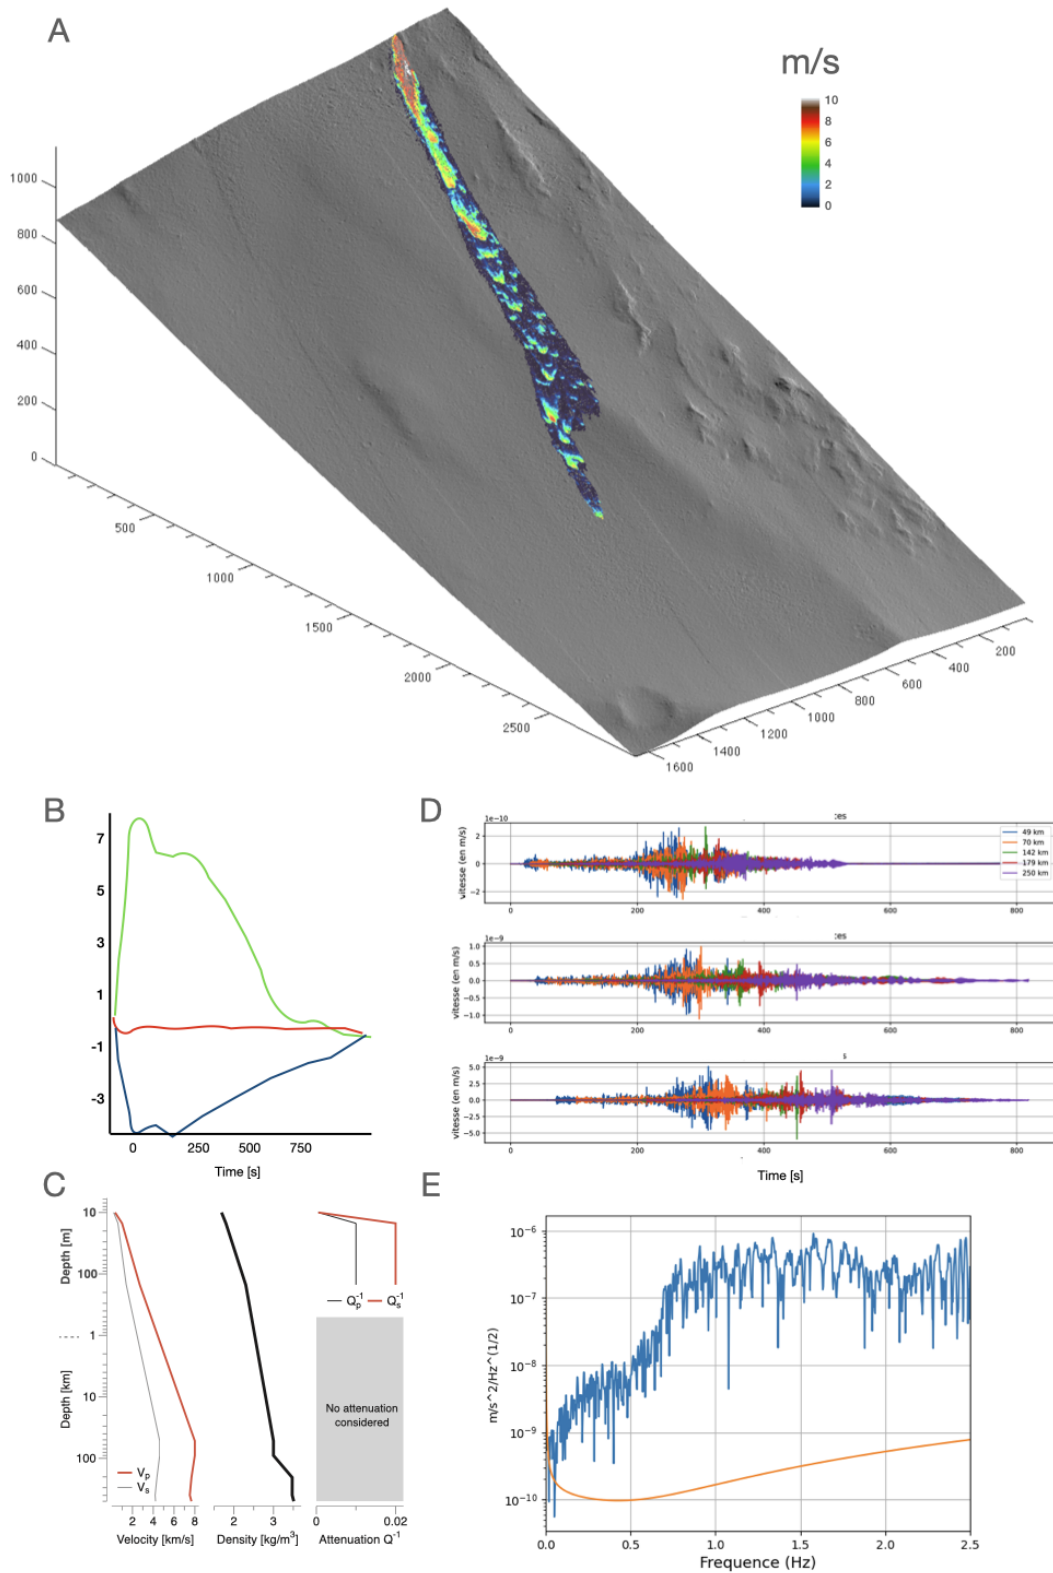 A
m/s
10
8
6
4
2
0
1000
800
600
400
200
0
500
1000
1500
2000
2500
200
400
600
800
1000
1200
1400
1600
B
7
5
3
1
-1
-3
0 250 500 750
Time [s]
C
Depth [m]
10
100
1
Depth [km]
10
100
Vp
Vs
2 4 6 8
Velocity [km/s]
2 3
Density [kg/m³]
Qp⁻¹ Qs⁻¹
No attenuation
considered
0 0.02
Attenuation Q⁻¹
D
1e−10
ces
vitesse (en m/s)
2
0
−2
49 km
70 km
142 km
179 km
250 km
0 200 400 600 800
1e−9
ces
vitesse (en m/s)
1.0
0.5
0.0
−0.5
−1.0
0 200 400 600 800
1e−9
s
vitesse (en m/s)
5.0
2.5
0.0
−2.5
−5.0
0 200 400 600 800
Time [s]
E
m/s^2/Hz^(1/2)
10⁻⁶
10⁻⁷
10⁻⁸
10⁻⁹
10⁻¹⁰
0.0 0.5 1.0 1.5 2.0 2.5
Frequence (Hz)